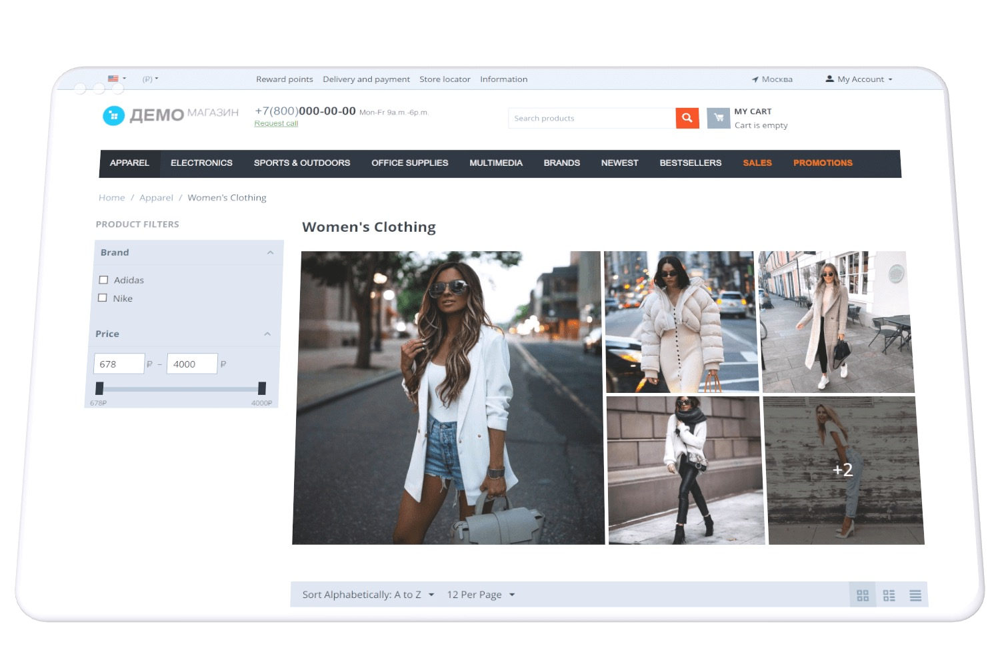 (₽)
Reward points Delivery and payment Store locator Information
Москва
My Account
ДЕМО МАГАЗИН
+7(800)000-00-00 Mon-Fr 9a.m.-6p.m.
Request call
Search products
MY CART
Cart is empty
APPAREL ELECTRONICS SPORTS & OUTDOORS OFFICE SUPPLIES MULTIMEDIA BRANDS NEWEST BESTSELLERS SALES PROMOTIONS
Home / Apparel / Women's Clothing
PRODUCT FILTERS
Brand
Adidas
Nike
Price
678 ₽ – 4000 ₽
678₽ 4000₽
Women's Clothing
+2
Sort Alphabetically: A to Z 12 Per Page